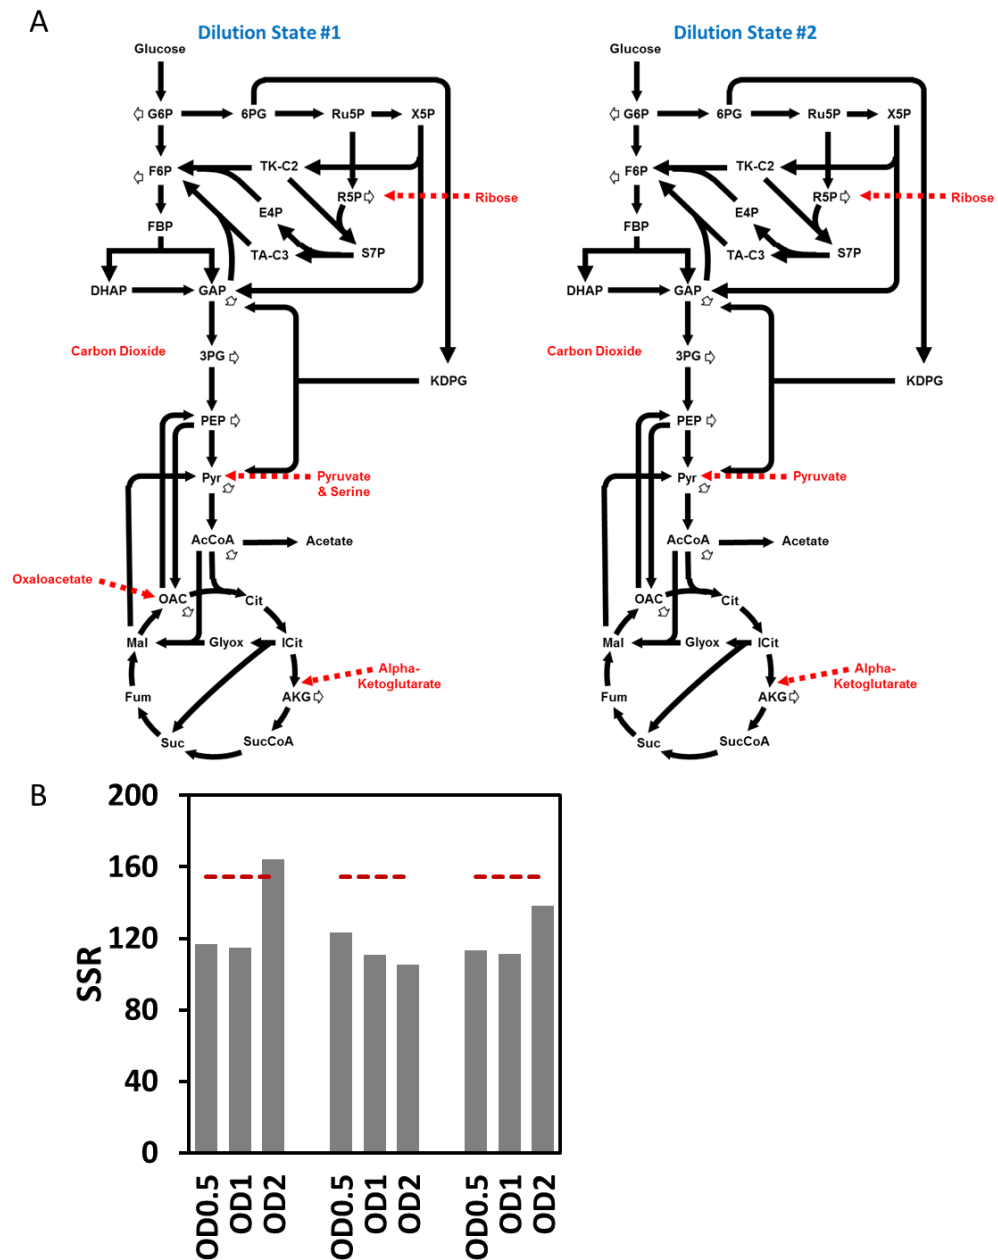 A
Dilution State #1
Glucose
G6P
6PG
Ru5P
X5P
F6P
TK-C2
R5P
Ribose
E4P
FBP
TA-C3
S7P
DHAP
GAP
Carbon Dioxide
3PG
KDPG
PEP
Pyr
Pyruvate
& Serine
AcCoA
Acetate
Oxaloacetate
OAC
Cit
Mal
Glyox
ICit
Alpha-
Ketoglutarate
Fum
AKG
Suc
SucCoA
Dilution State #2
Glucose
G6P
6PG
Ru5P
X5P
F6P
TK-C2
R5P
Ribose
E4P
FBP
TA-C3
S7P
DHAP
GAP
Carbon Dioxide
3PG
KDPG
PEP
Pyr
Pyruvate
AcCoA
Acetate
OAC
Cit
Mal
Glyox
ICit
Alpha-
Ketoglutarate
Fum
AKG
Suc
SucCoA
B
200
160
120
80
40
0
SSR
OD0.5
OD1
OD2
OD0.5
OD1
OD2
OD0.5
OD1
OD2